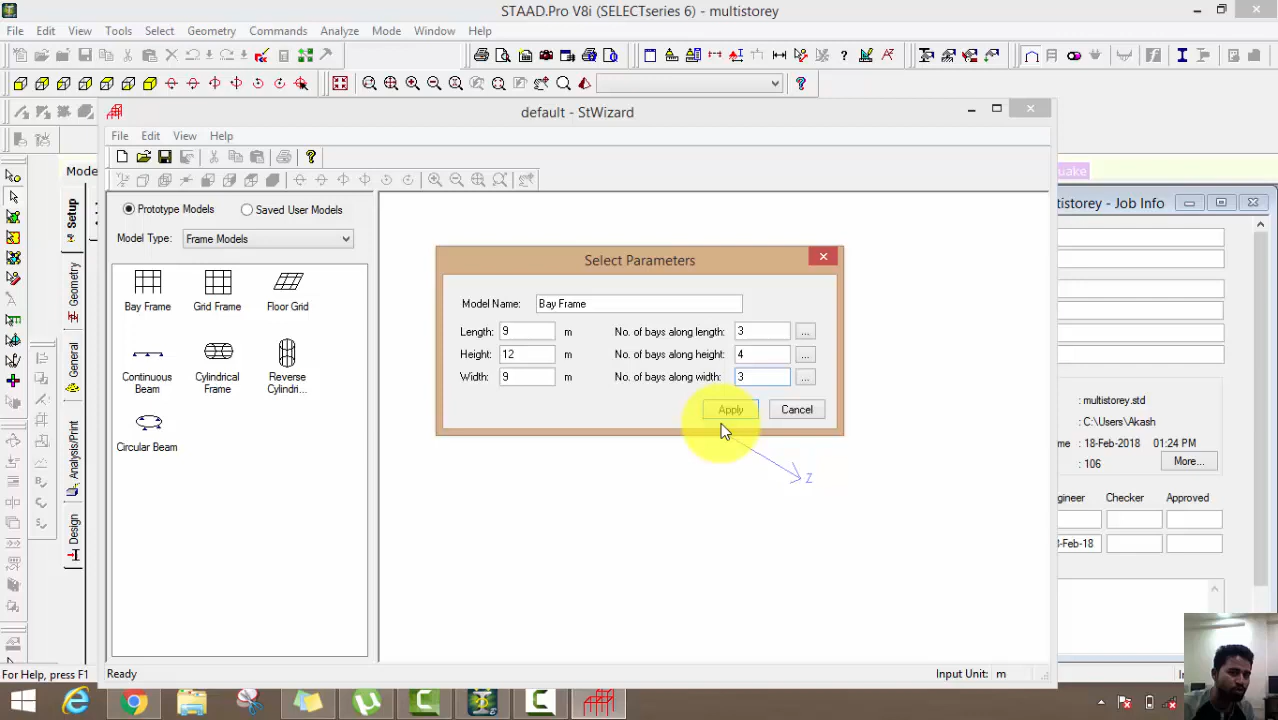 STAAD.Pro V8i (SELECTseries 6) - multistorey
File Edit View Tools Select Geometry Commands Analyze Mode Window Help
default - StWizard
File Edit View Help
Mode
uake
Prototype Models Saved User Models
Model Type: Frame Models
Bay Frame Grid Frame Floor Grid
Continuous Beam Cylindrical Frame Reverse Cylindri...
Circular Beam
Setup
Geometry
General
Analysis/Print
Design
Select Parameters
Model Name: Bay Frame
Length: 9 m No. of bays along length: 3 ...
Height: 12 m No. of bays along height: 4 ...
Width: 9 m No. of bays along width: 3 ...
Apply Cancel
Z
tistorey - Job Info
: multistorey.std
: C:\Users\Akash
me : 18-Feb-2018 01:24 PM
: 106 More...
gineer Checker Approved
8-Feb-18
For Help, press F1
Ready Input Unit: m